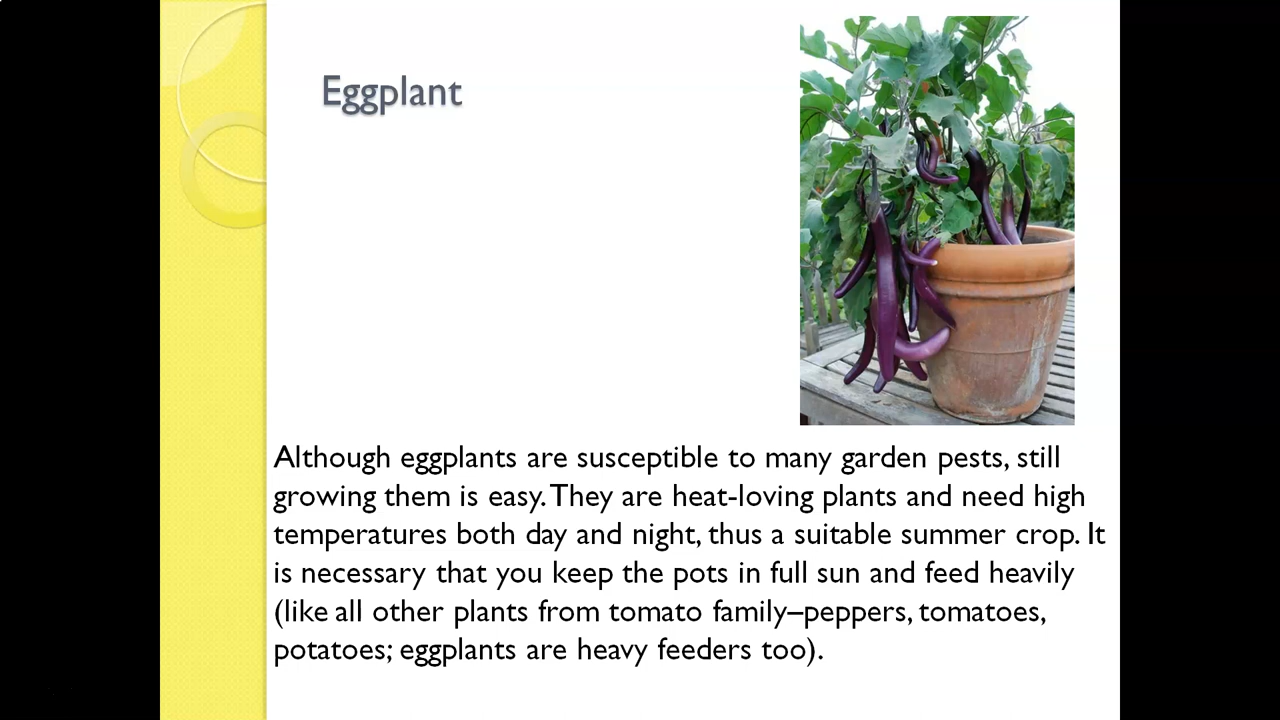 Eggplant
Although eggplants are susceptible to many garden pests, still
growing them is easy. They are heat-loving plants and need high
temperatures both day and night, thus a suitable summer crop. It
is necessary that you keep the pots in full sun and feed heavily
(like all other plants from tomato family–peppers, tomatoes,
potatoes; eggplants are heavy feeders too).